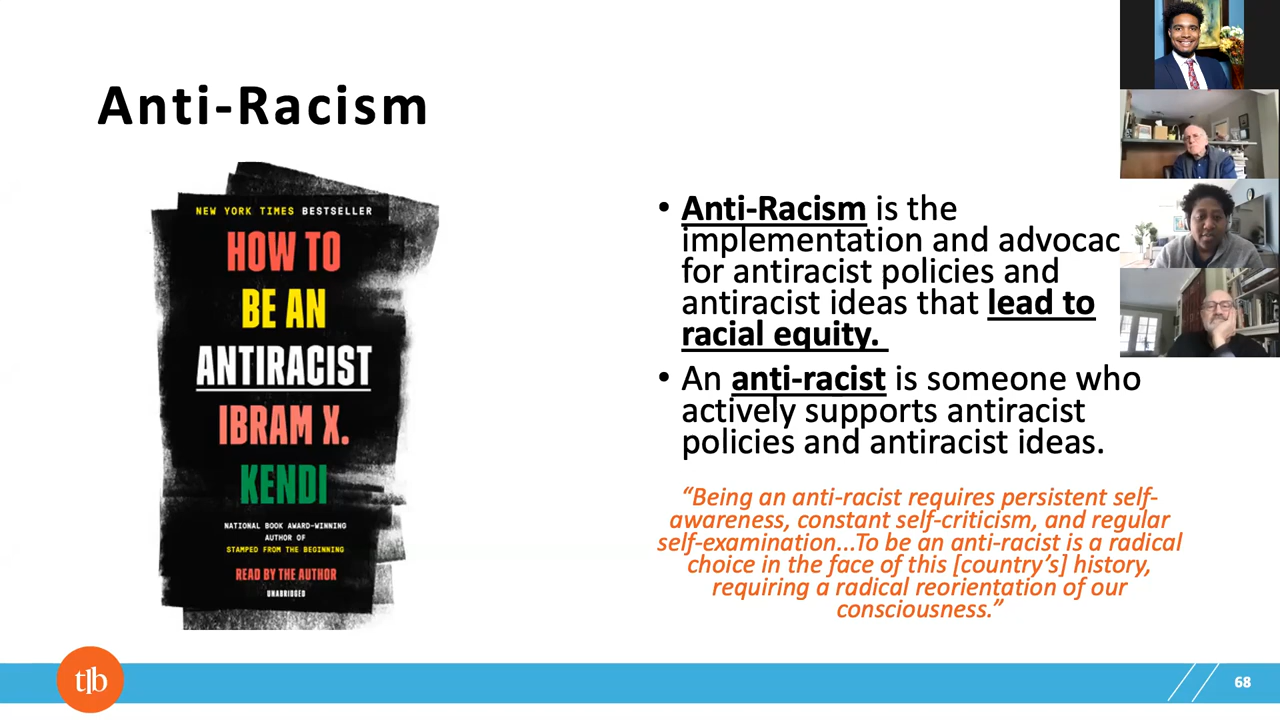 Anti-Racism
NEW YORK TIMES BESTSELLER
HOW TO
BE AN
ANTIRACIST
IBRAM X.
KENDI
NATIONAL BOOK AWARD-WINNING
AUTHOR OF
STAMPED FROM THE BEGINNING
READ BY THE AUTHOR
UNABRIDGED
• Anti-Racism is the
implementation and advocac
for antiracist policies and
antiracist ideas that lead to
racial equity.
• An anti-racist is someone who
actively supports antiracist
policies and antiracist ideas.
“Being an anti-racist requires persistent self-
awareness, constant self-criticism, and regular
self-examination...To be an anti-racist is a radical
choice in the face of this [country’s] history,
requiring a radical reorientation of our
consciousness.”
tlb
68